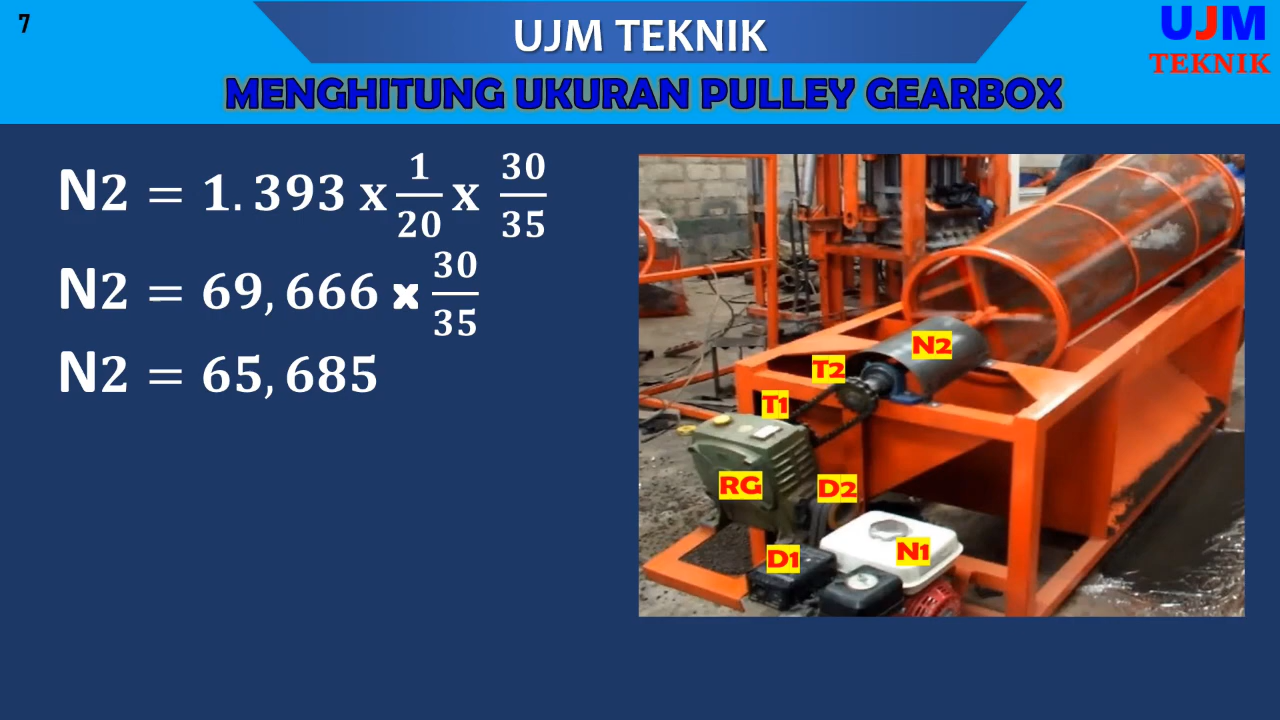 7
UJM TEKNIK
UJM
TEKNIK
MENGHITUNG UKURAN PULLEY GEARBOX
N2 = 1.393 x 1/20 x 30/35
N2 = 69,666 x 30/35
N2 = 65,685
N2
T2
T1
RG
D2
N1
D1